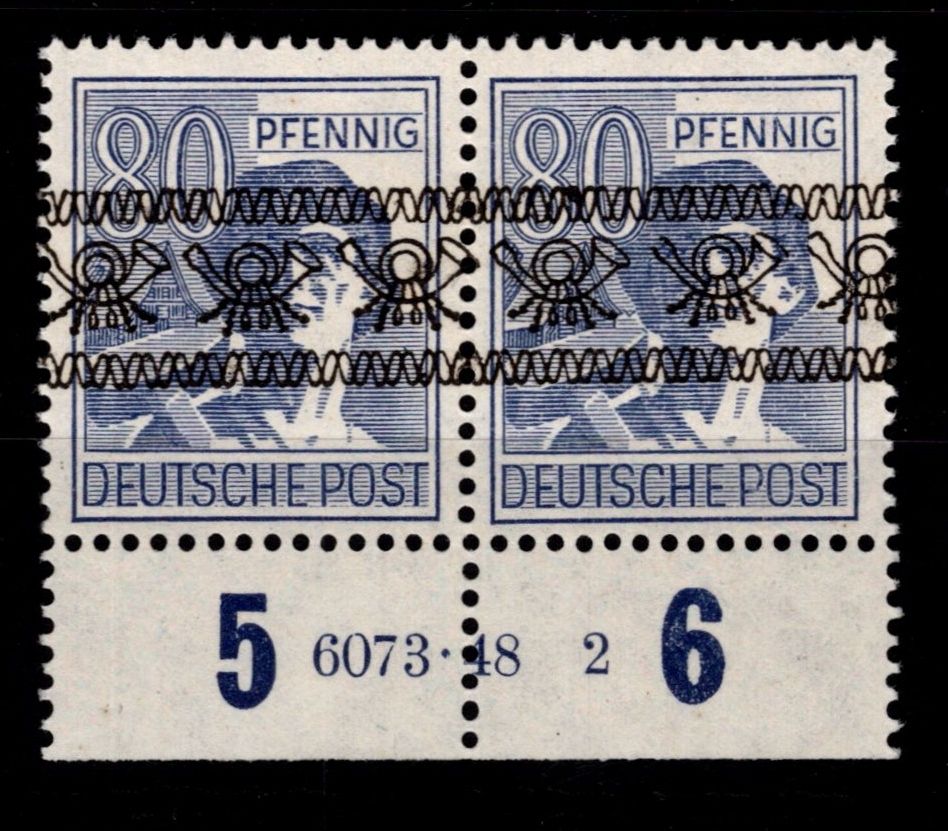 80 PFENNIG 80 PFENNIG
DEUTSCHE POST DEUTSCHE POST
5 6073·48 2 6